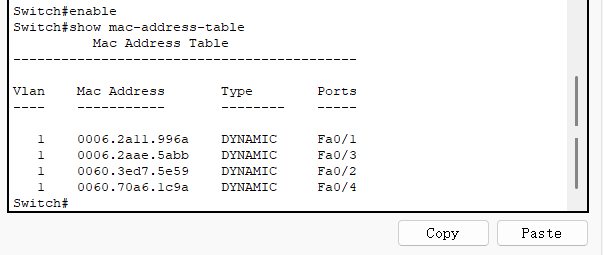 Switch#enable
Switch#show mac-address-table
Mac Address Table
-------------------------------------------
Vlan Mac Address Type Ports
---- ----------- -------- -----
1 0006.2a11.996a DYNAMIC Fa0/1
1 0006.2aae.5abb DYNAMIC Fa0/3
1 0060.3ed7.5e59 DYNAMIC Fa0/2
1 0060.70a6.1c9a DYNAMIC Fa0/4
Switch#
Copy Paste